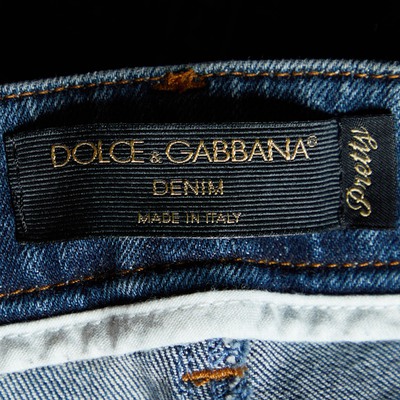 DOLCE & GABBANA®
DENIM
MADE IN ITALY
Pretty